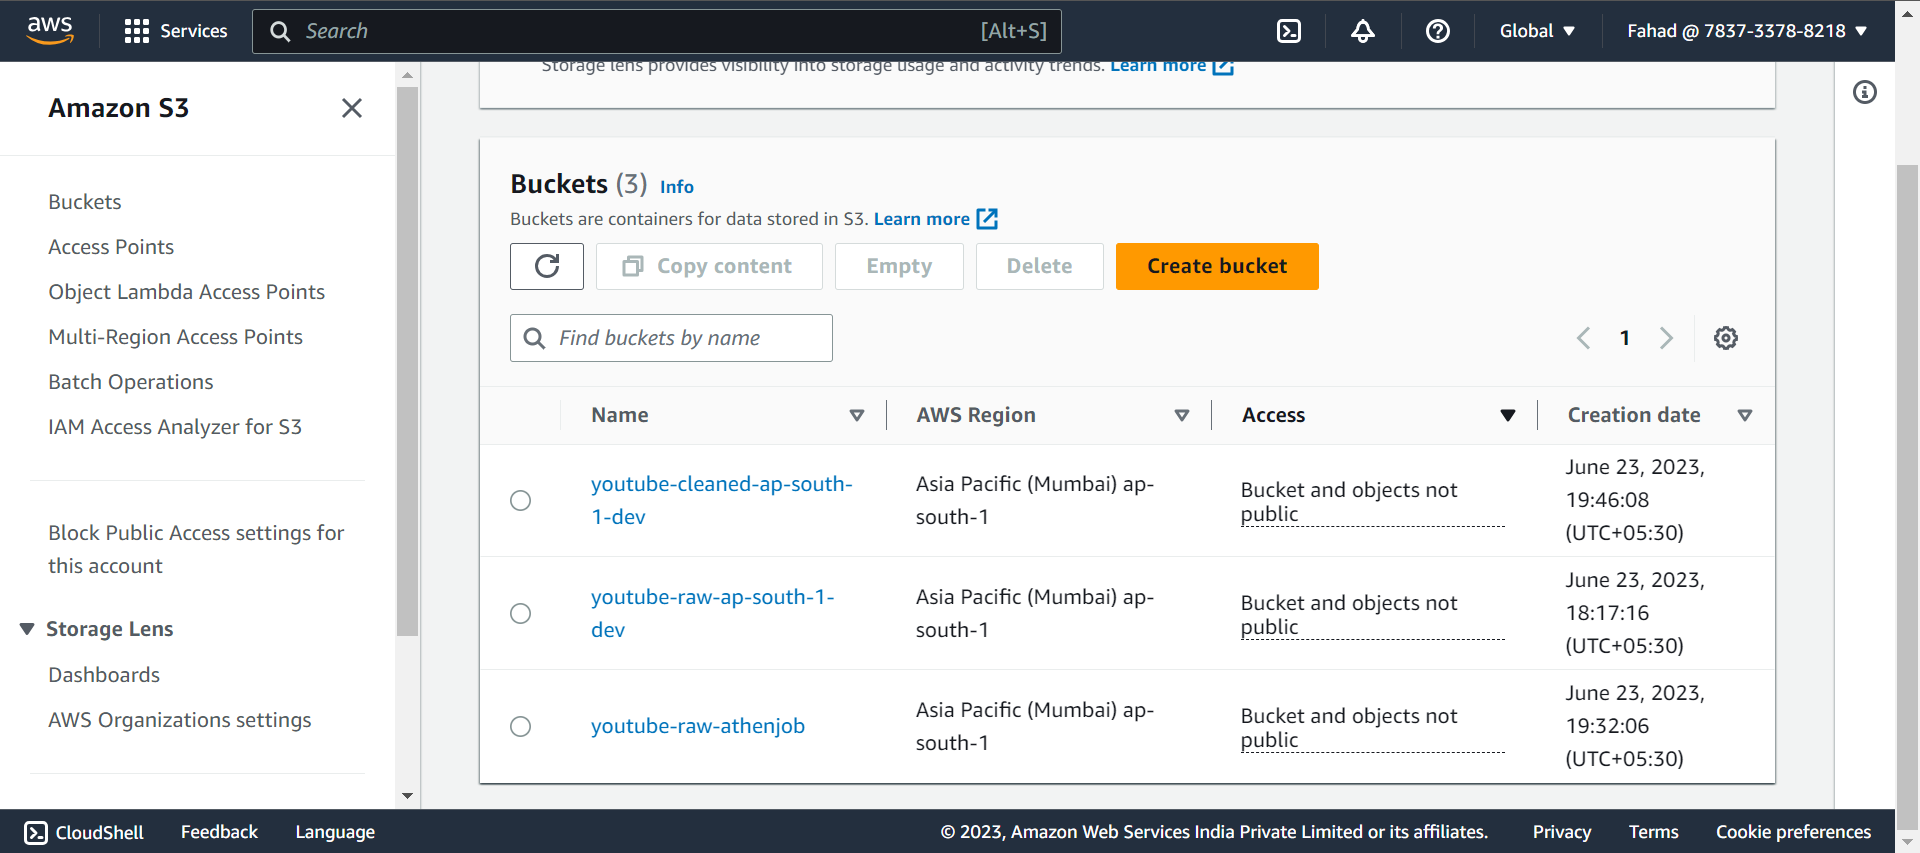 aws
Services
Search [Alt+S]
Global
Fahad @ 7837-3378-8218
Amazon S3
Buckets
Access Points
Object Lambda Access Points
Multi-Region Access Points
Batch Operations
IAM Access Analyzer for S3
Block Public Access settings for
this account
Storage Lens
Dashboards
AWS Organizations settings
Storage lens provides visibility into storage usage and activity trends. Learn more
Buckets (3) Info
Buckets are containers for data stored in S3. Learn more
Copy content
Empty
Delete
Create bucket
Find buckets by name
1
Name AWS Region Access Creation date
youtube-cleaned-ap-south-
1-dev
Asia Pacific (Mumbai) ap-
south-1
Bucket and objects not
public
June 23, 2023,
19:46:08
(UTC+05:30)
youtube-raw-ap-south-1-
dev
Asia Pacific (Mumbai) ap-
south-1
Bucket and objects not
public
June 23, 2023,
18:17:16
(UTC+05:30)
youtube-raw-athenjob
Asia Pacific (Mumbai) ap-
south-1
Bucket and objects not
public
June 23, 2023,
19:32:06
(UTC+05:30)
CloudShell Feedback Language
© 2023, Amazon Web Services India Private Limited or its affiliates. Privacy Terms Cookie preferences